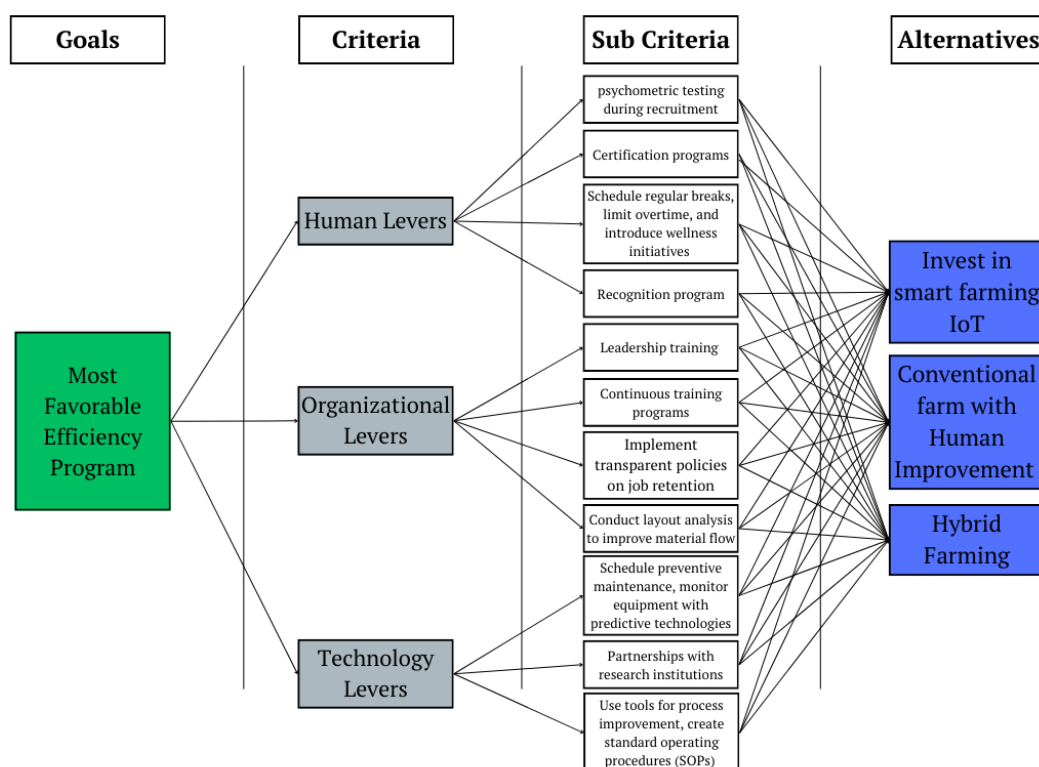 Goals
Criteria
Sub Criteria
Alternatives
Most
Favorable
Efficiency
Program
Human Levers
Organizational
Levers
Technology
Levers
psychometric testing
during recruitment
Certification programs
Schedule regular breaks,
limit overtime, and
introduce wellness
initiatives
Recognition program
Leadership training
Continuous training
programs
Implement
transparent policies
on job retention
Conduct layout analysis
to improve material flow
Schedule preventive
maintenance, monitor
equipment with
predictive technologies
Partnerships with
research institutions
Use tools for process
improvement, create
standard operating
procedures (SOPs)
Invest in
smart farming
IoT
Conventional
farm with
Human
Improvement
Hybrid
Farming